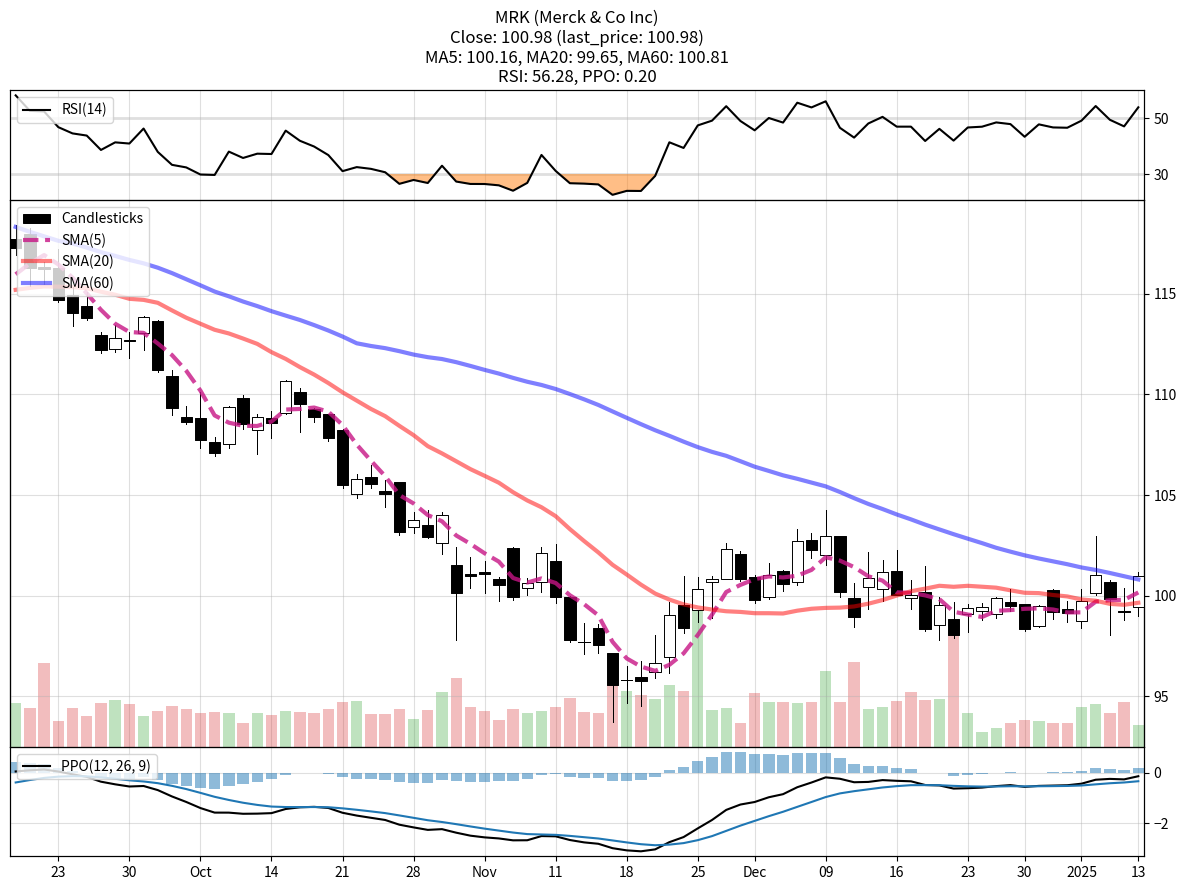 MRK (Merck & Co Inc)
Close: 100.98 (last_price: 100.98)
MA5: 100.16, MA20: 99.65, MA60: 100.81
RSI: 56.28, PPO: 0.20
RSI(14)
50
30
Candlesticks
SMA(5)
SMA(20)
SMA(60)
115
110
105
100
95
PPO(12, 26, 9)
0
−2
23 30 Oct 14 21 28 Nov 11 18 25 Dec 09 16 23 30 2025 13